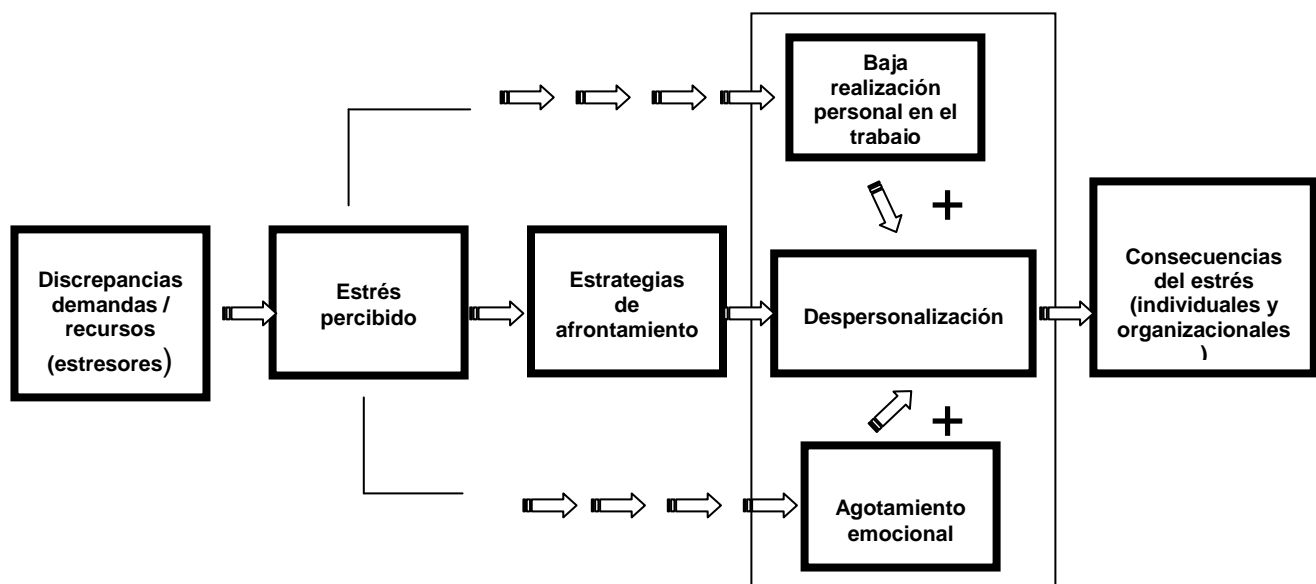 Baja
realización
personal en el
trabajo
+
Discrepancias
demandas /
recursos
(estresores)
Estrés
percibido
Estrategias
de
afrontamiento
Despersonalización
Consecuencias
del estrés
(individuales y
organizacionales
)
+
Agotamiento
emocional